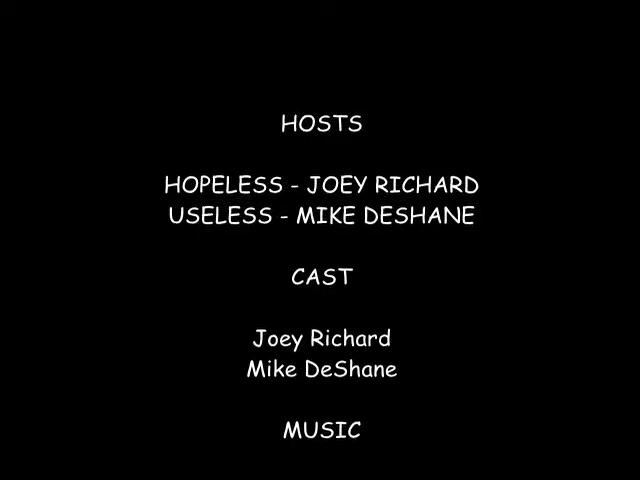 HOSTS
HOPELESS - JOEY RICHARD
USELESS - MIKE DESHANE
CAST
Joey Richard
Mike DeShane
MUSIC